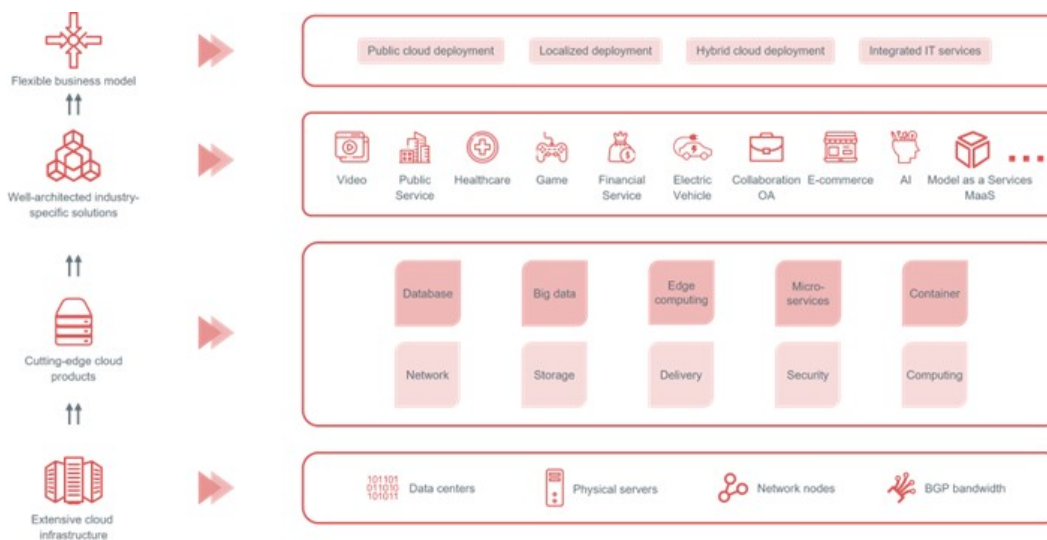 Public cloud deployment
Localized deployment
Hybrid cloud deployment
Integrated IT services
Flexible business model
Video
Public
Service
Healthcare
Game
Financial
Service
Electric
Vehicle
Collaboration
OA
E-commerce
AI
Model as a Services
MaaS
Well-architected industry-
specific solutions
Database
Big data
Edge
computing
Micro-
services
Container
Cutting-edge cloud
products
Network
Storage
Delivery
Security
Computing
101101
011010
101011
Data centers
Physical servers
Network nodes
BGP bandwidth
Extensive cloud
infrastructure